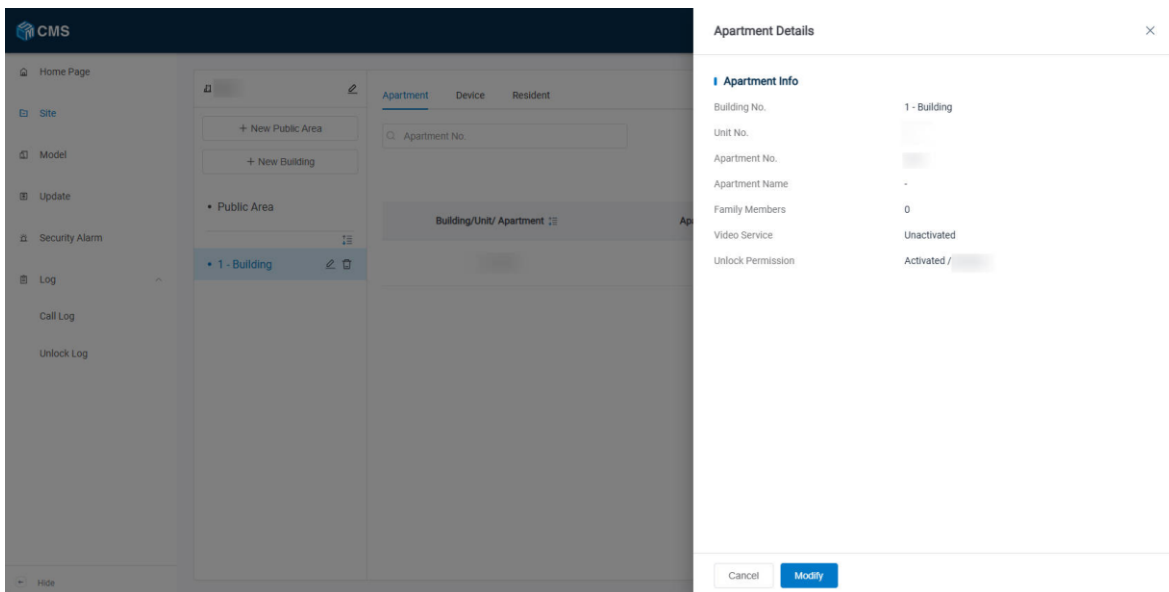 CMS
Home Page
Site
Model
Update
Security Alarm
Log
Call Log
Unlock Log
Hide
+ New Public Area
+ New Building
• Public Area
• 1 - Building
Apartment Device Resident
Apartment No.
Building/Unit/ Apartment
Apartment Details
Apartment Info
Building No. 1 - Building
Unit No.
Apartment No.
Apartment Name -
Family Members 0
Video Service Unactivated
Unlock Permission Activated /
Cancel Modify